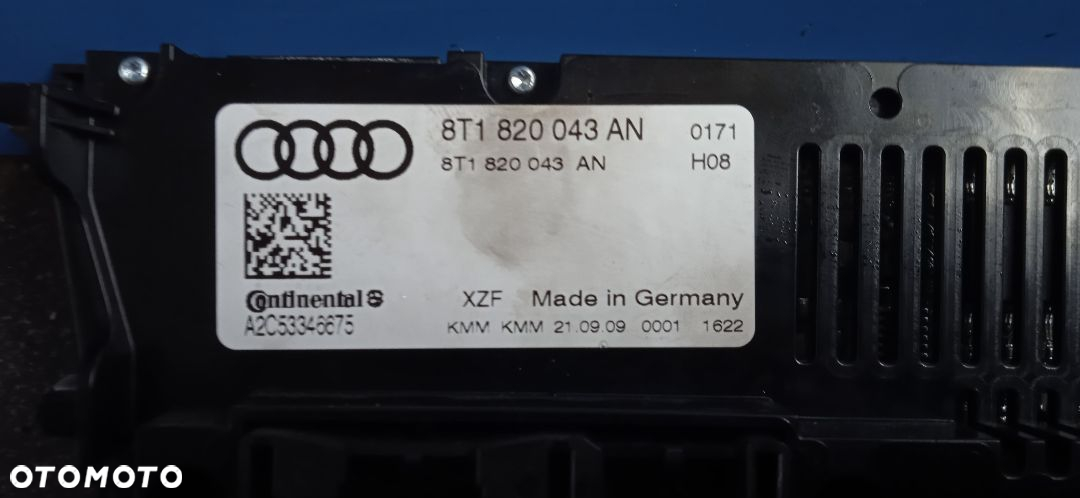 8T1 820 043 AN 0171
8T1 820 043 AN H08
Continental
A2C53346675
XZF Made in Germany
KMM KMM 21.09.09 0001 1622
OTOMOTO